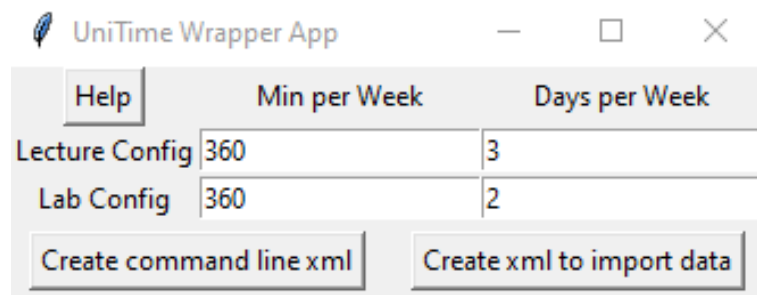 UniTime Wrapper App
Help Min per Week Days per Week
Lecture Config 360 3
Lab Config 360 2
Create command line xml Create xml to import data